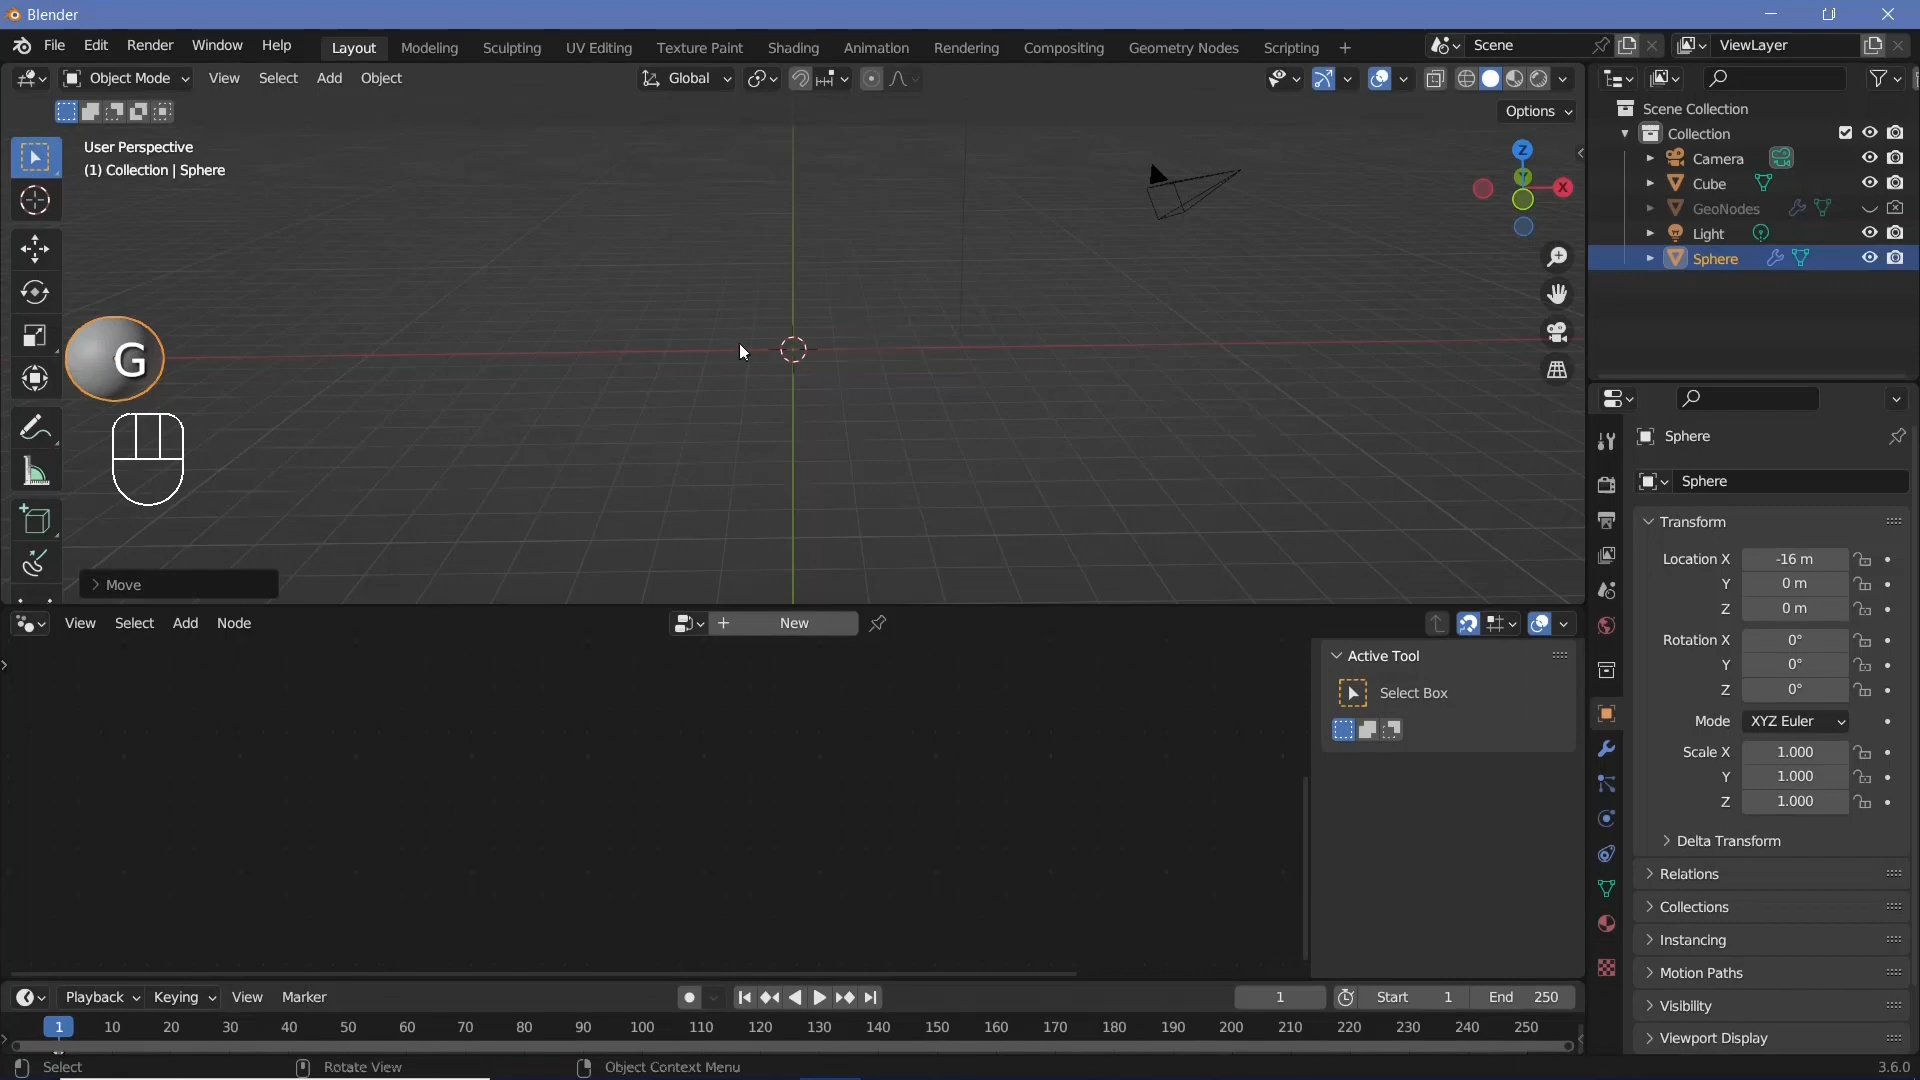 Blender
File Edit Render Window Help
Layout Modeling Sculpting UV Editing Texture Paint Shading Animation Rendering Compositing Geometry Nodes Scripting +
Scene
ViewLayer
Object Mode View Select Add Object
Global
Options
User Perspective
(1) Collection | Sphere
Z
Y
X
G
Move
Scene Collection
Collection
Camera
Cube
GeoNodes
Light
Sphere
Sphere
Sphere
Transform
Location X -16 m
Y 0 m
Z 0 m
Rotation X 0°
Y 0°
Z 0°
Mode XYZ Euler
Scale X 1.000
Y 1.000
Z 1.000
Delta Transform
Relations
Collections
Instancing
Motion Paths
Visibility
Viewport Display
View Select Add Node
+ New
Active Tool
Select Box
Playback Keying View Marker
1
Start 1
End 250
1 10 20 30 40 50 60 70 80 90 100 110 120 130 140 150 160 170 180 190 200 210 220 230 240 250
Select
Rotate View
Object Context Menu
3.6.0